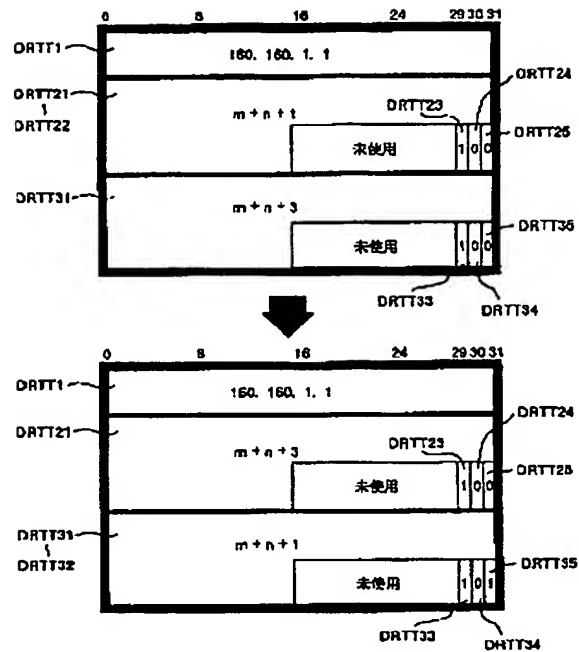 0 8 16 24 29 30 31
DRTT1
160. 160. 1. 1
DRTT21
DRTT22
m+n+1
DRTT23
DRTT24
DRTT25
未使用 1 0 0
DRTT31
m+n+3
未使用 1 0 0
DRTT35
DRTT33
DRTT34
0 8 16 24 29 30 31
DRTT1
160. 160. 1. 1
DRTT24
DRTT21
m+n+3
DRTT23
DRTT25
未使用 1 0 0
DRTT31
DRTT32
m+n+1
DRTT35
未使用 1 0 1
DRTT33
DRTT34